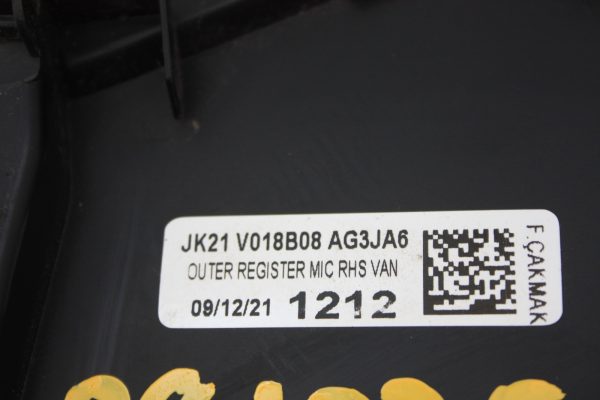 JK21 V018B08 AG3JA6
OUTER REGISTER MIC RHS VAN
09/12/21 1212
F.ÇAKMAK